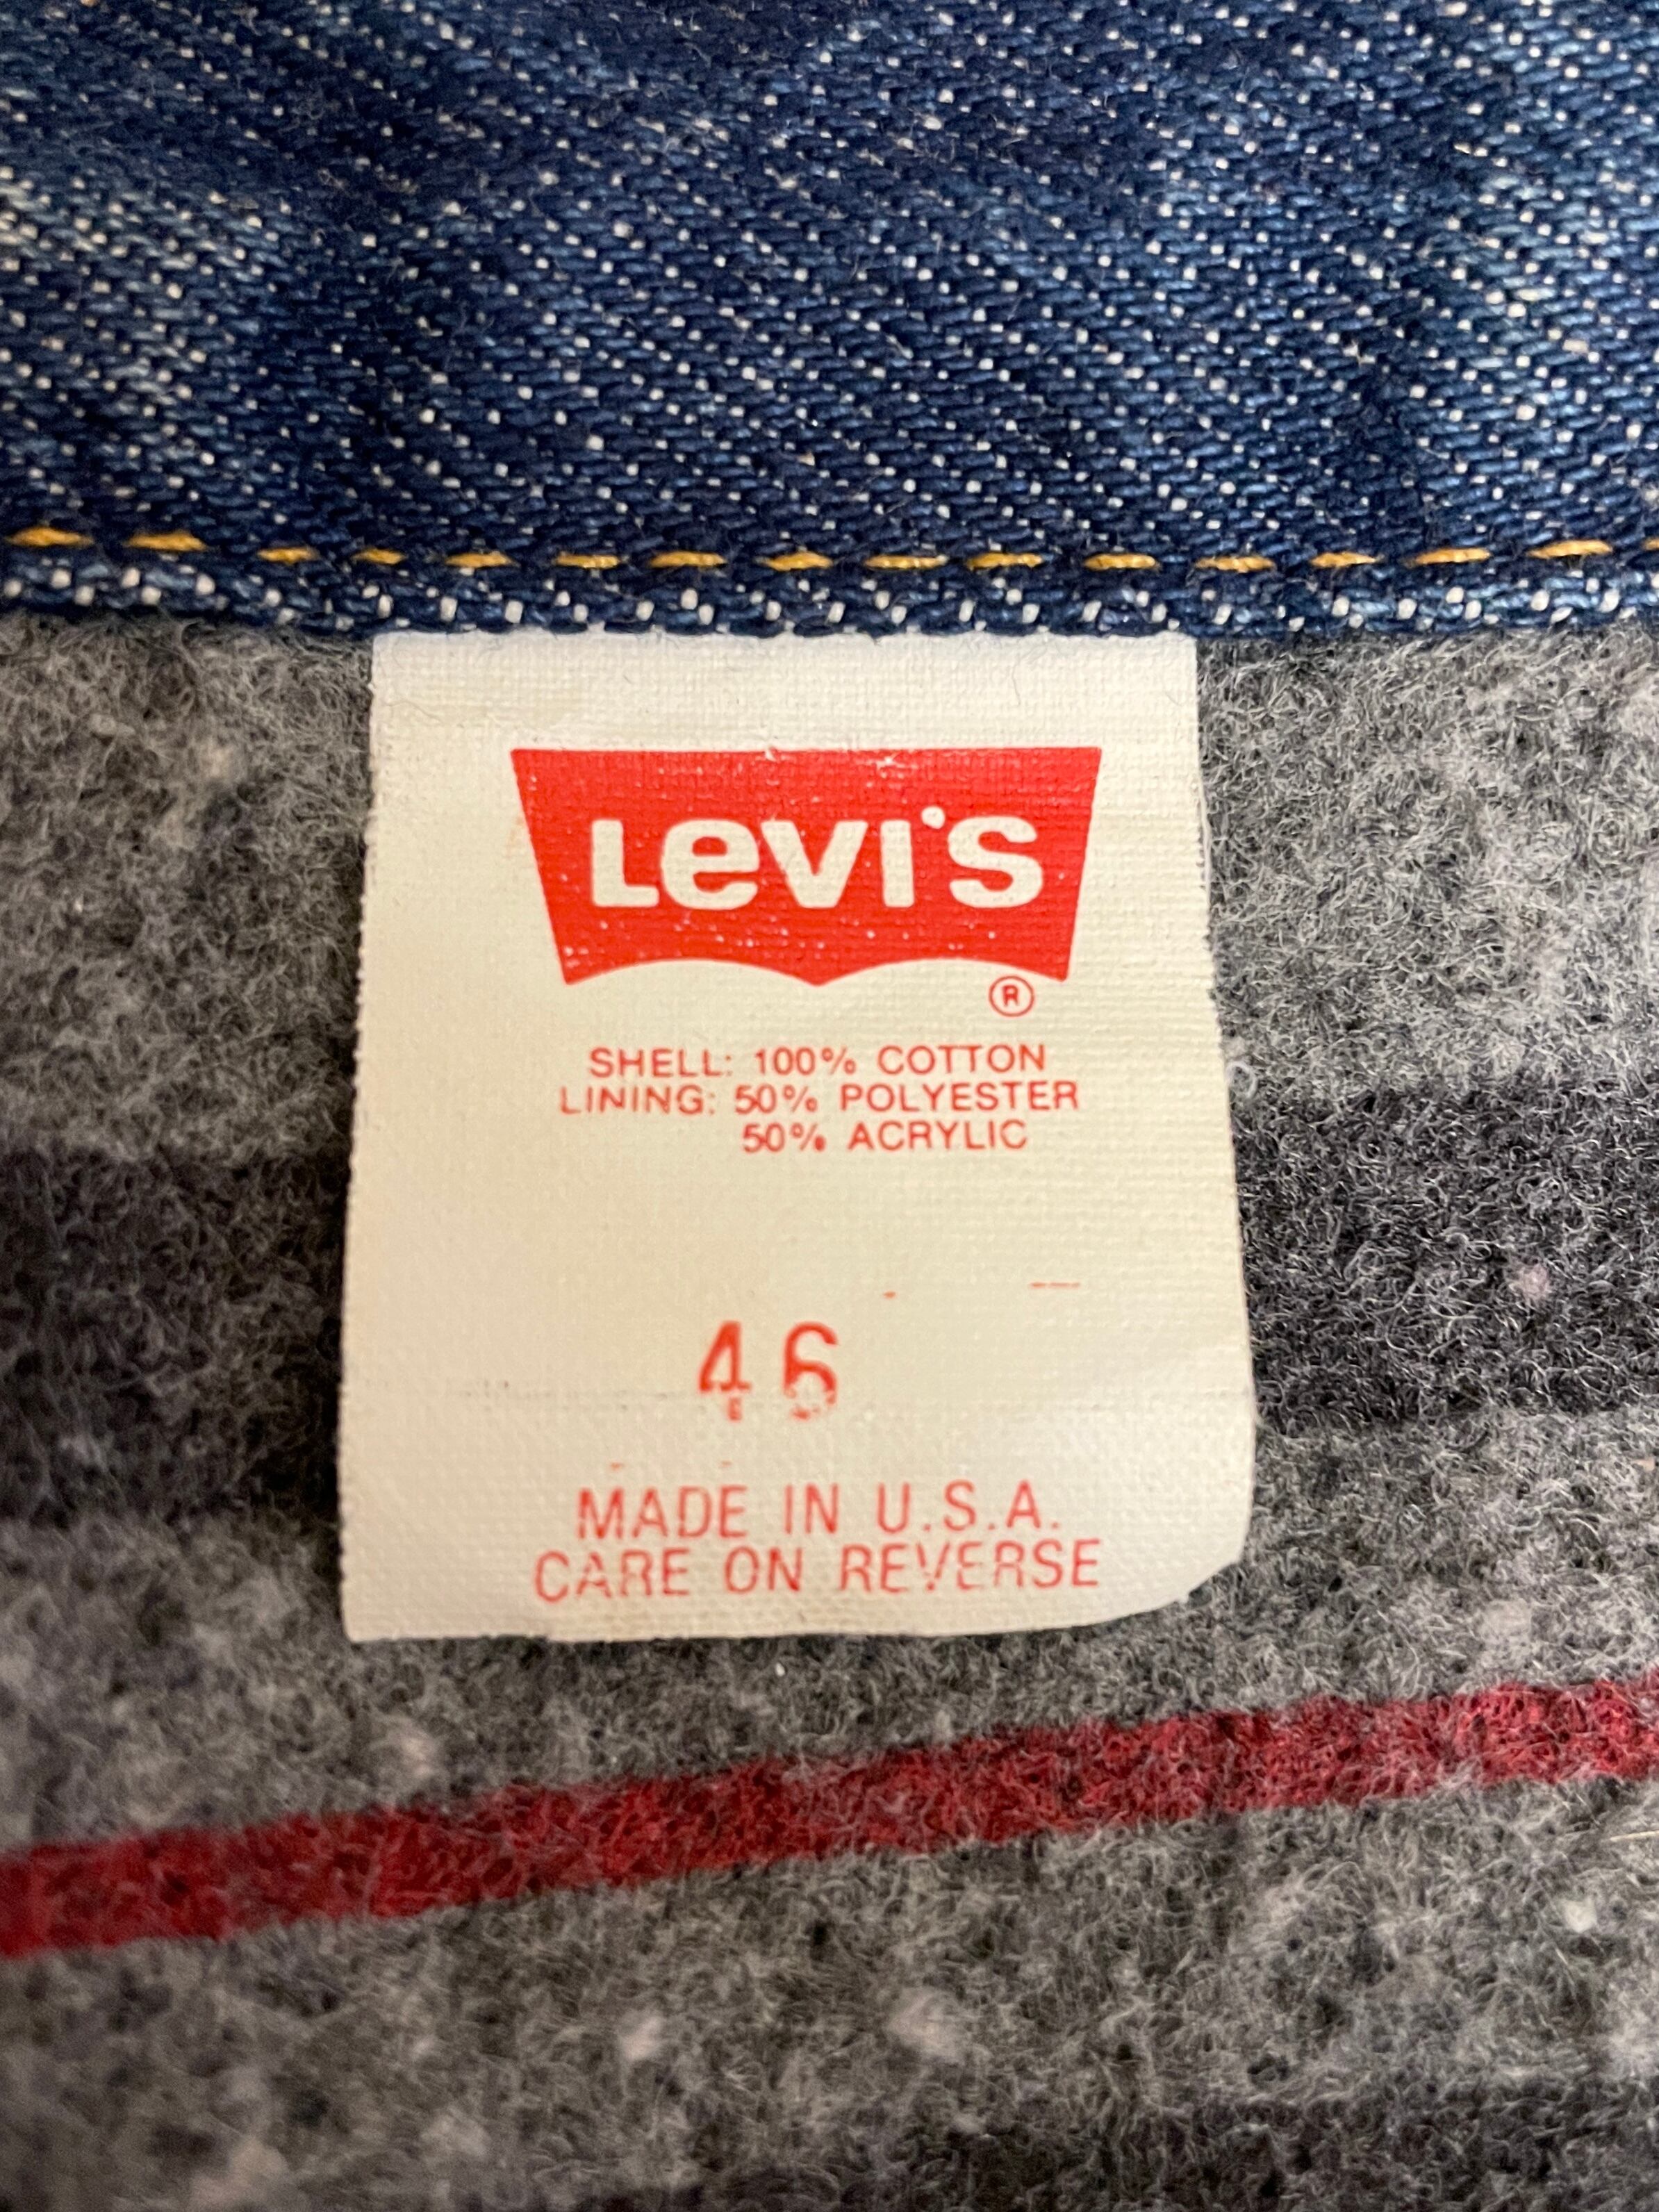 Levi's
®
SHELL: 100% COTTON
LINING: 50% POLYESTER
50% ACRYLIC
46
MADE IN U.S.A.
CARE ON REVERSE